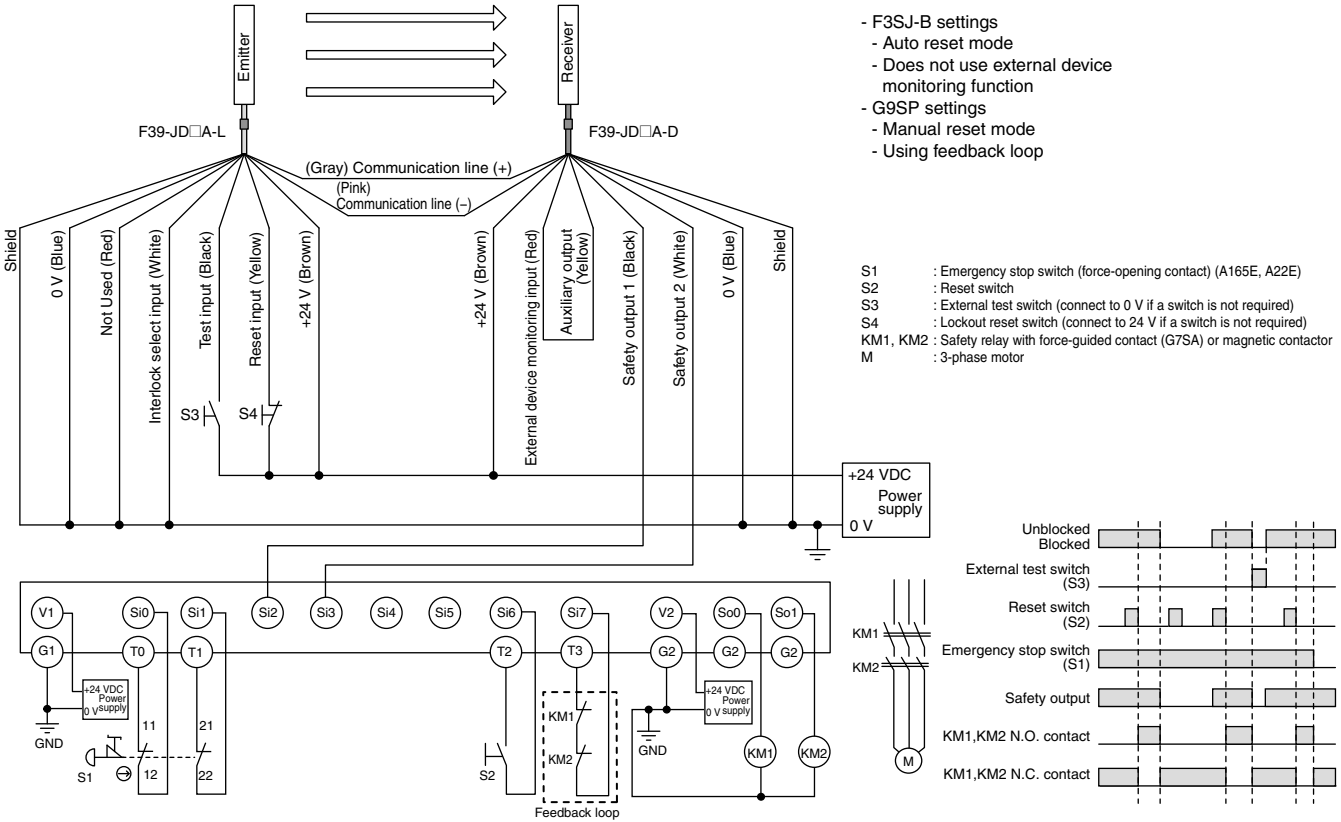 Emitter
Receiver
F39-JD□A-L
F39-JD□A-D
(Gray) Communication line (+)
(Pink)
Communication line (−)
Shield
0 V (Blue)
Not Used (Red)
Interlock select input (White)
Test input (Black)
Reset input (Yellow)
+24 V (Brown)
+24 V (Brown)
External device monitoring input (Red)
Auxiliary output
(Yellow)
Safety output 1 (Black)
Safety output 2 (White)
0 V (Blue)
Shield
S3
S4
+24 VDC
Power
supply
0 V
- F3SJ-B settings
- Auto reset mode
- Does not use external device
monitoring function
- G9SP settings
- Manual reset mode
- Using feedback loop
S1 : Emergency stop switch (force-opening contact) (A165E, A22E)
S2 : Reset switch
S3 : External test switch (connect to 0 V if a switch is not required)
S4 : Lockout reset switch (connect to 24 V if a switch is not required)
KM1, KM2 : Safety relay with force-guided contact (G7SA) or magnetic contactor
M : 3-phase motor
V1 Si0 Si1 Si2 Si3 Si4 Si5 Si6 Si7 V2 So0 So1
G1 T0 T1 T2 T3 G2 G2 G2
+24 VDC
Power
supply
0 V
GND
11
12
21
22
S1
S2
KM1
KM2
Feedback loop
+24 VDC
Power
supply
0 V
GND
KM1
KM2
KM1
KM2
M
Unblocked
Blocked
External test switch
(S3)
Reset switch
(S2)
Emergency stop switch
(S1)
Safety output
KM1,KM2 N.O. contact
KM1,KM2 N.C. contact